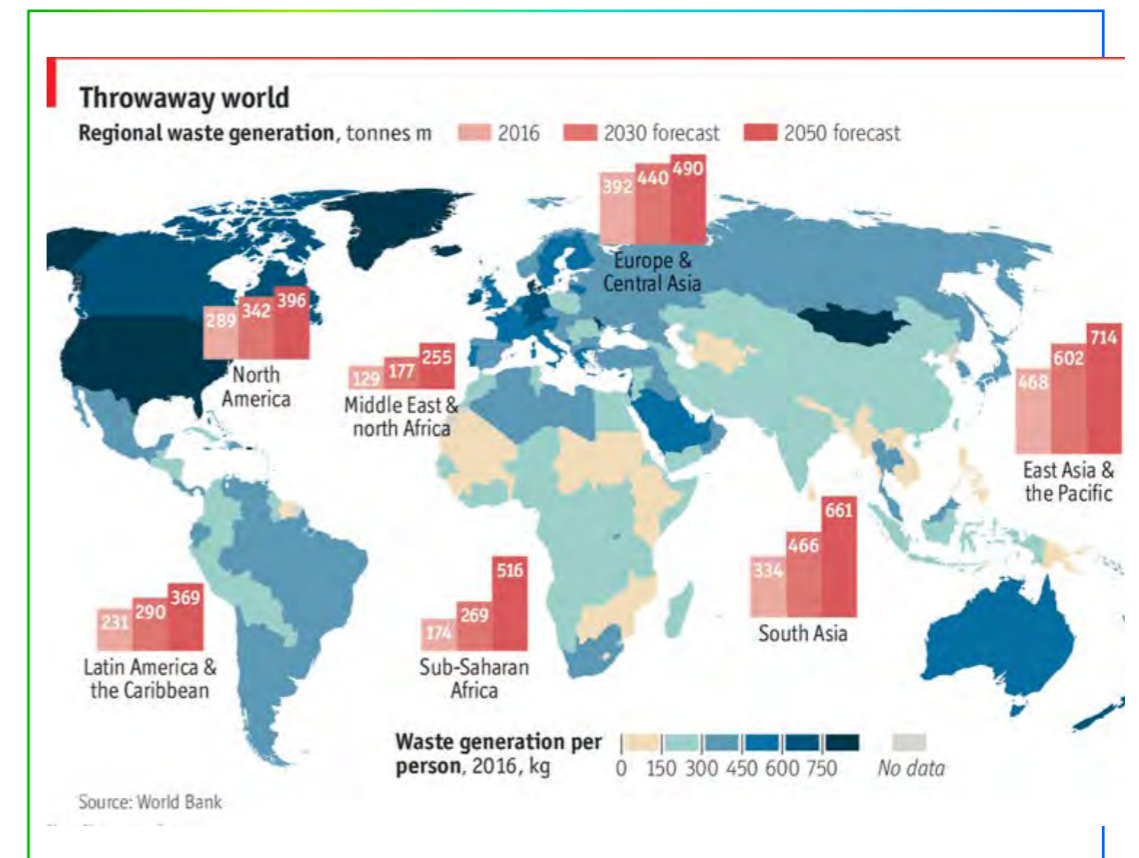 Throwaway world
Regional waste generation, tonnes m 2016 2030 forecast 2050 forecast
392 440 490
Europe &
Central Asia
289 342 396
North
America
129 177 255
Middle East &
north Africa
468 602 714
East Asia &
the Pacific
334 466 661
South Asia
231 290 369
Latin America &
the Caribbean
174 269 516
Sub-Saharan
Africa
Waste generation per
person, 2016, kg
0 150 300 450 600 750 No data
Source: World Bank